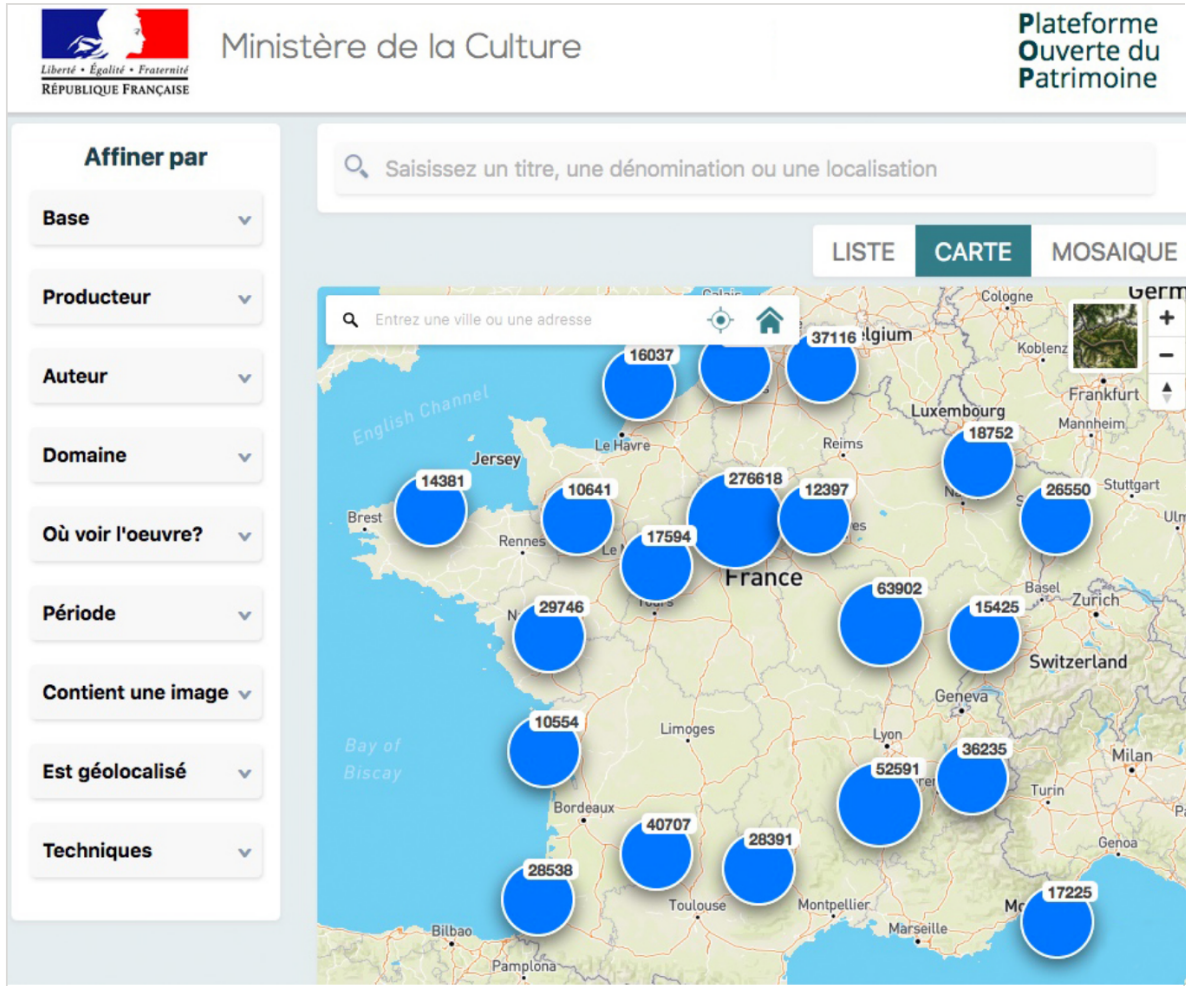 Ministère de la Culture
Liberté • Égalité • Fraternité
RÉPUBLIQUE FRANÇAISE
Plateforme
Ouverte du
Patrimoine
Affiner par
Base
Producteur
Auteur
Domaine
Où voir l'oeuvre?
Période
Contient une image
Est géolocalisé
Techniques
Saisissez un titre, une dénomination ou une localisation
LISTE CARTE MOSAIQUE
Entrez une ville ou une adresse
Cologne
37116
16037
Koblenz
Frankfurt
English Channel
Luxembourg
Mannheim
Le Havre
Reims
18752
Jersey
14381
10641
276618
12397
26550
Stuttgart
Brest
Rennes
17594
France
63902
Basel
Zurich
29746
15425
Switzerland
Geneva
10554
Limoges
Bay of
Biscay
Lyon
36235
Milan
52591
Turin
Bordeaux
40707
28391
Genoa
28538
Toulouse
Montpellier
17225
Marseille
Bilbao
Pamplona